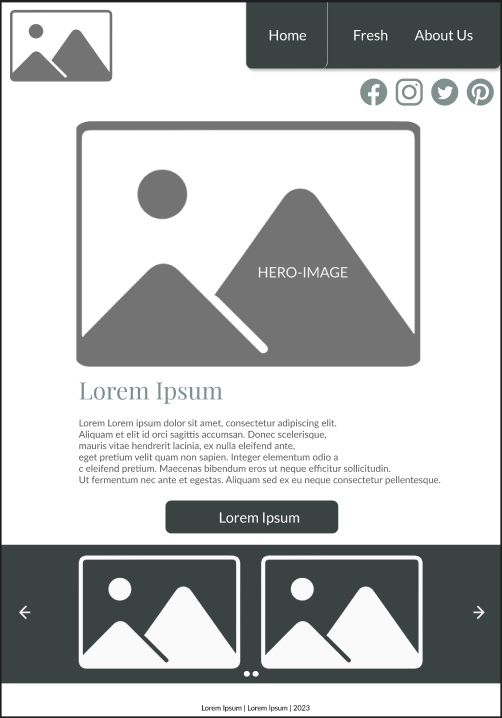 Home Fresh About Us
HERO-IMAGE
Lorem Ipsum
Lorem Ipsum dolor sit amet, consectetur adipiscing elit.
Aliquam et elit id orci sagittis accumsan. Donec scelerisque,
mauris vitae hendrerit lacinia, ex nulla eleifend ante,
eget pretium velit quam non sapien. Integer elementum odio a
c eleifend pretium. Maecenas bibendum eros ut neque efficitur sollicitudin.
Ut fermentum nec ante et egestas. Aliquam sed ex eu neque consectetur pellentesque.
Lorem Ipsum
Lorem Ipsum | Lorem Ipsum | 2023